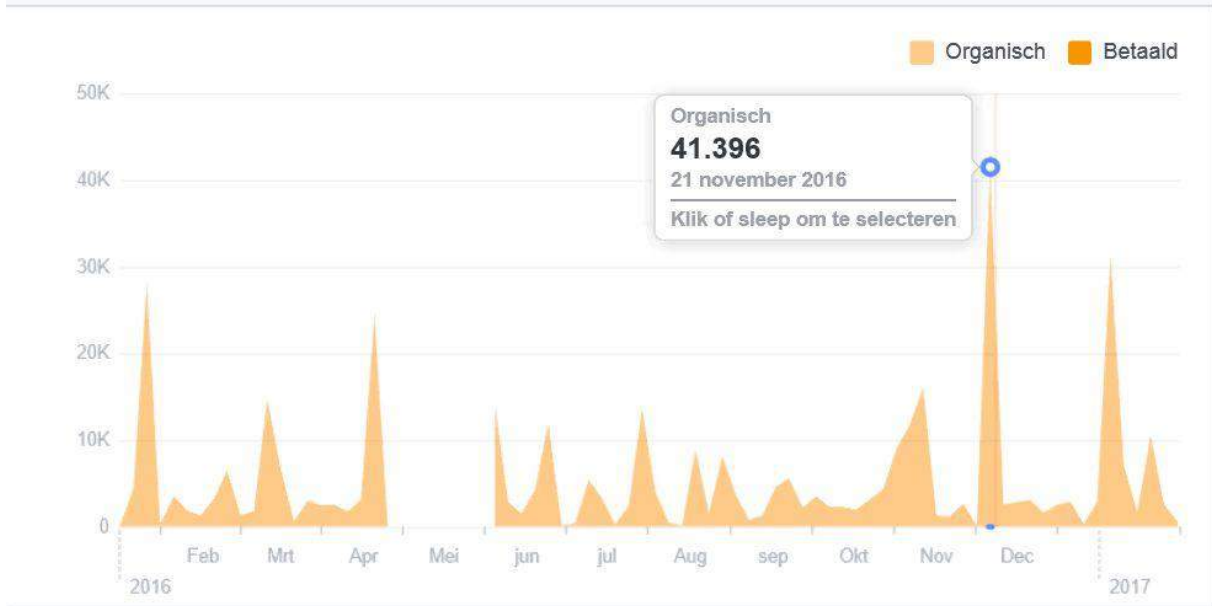 Organisch Betaald
50K
Organisch
41.396
21 november 2016
Klik of sleep om te selecteren
40K
30K
20K
10K
0
Feb Mrt Apr Mei jun jul Aug sep Okt Nov Dec
2016 2017